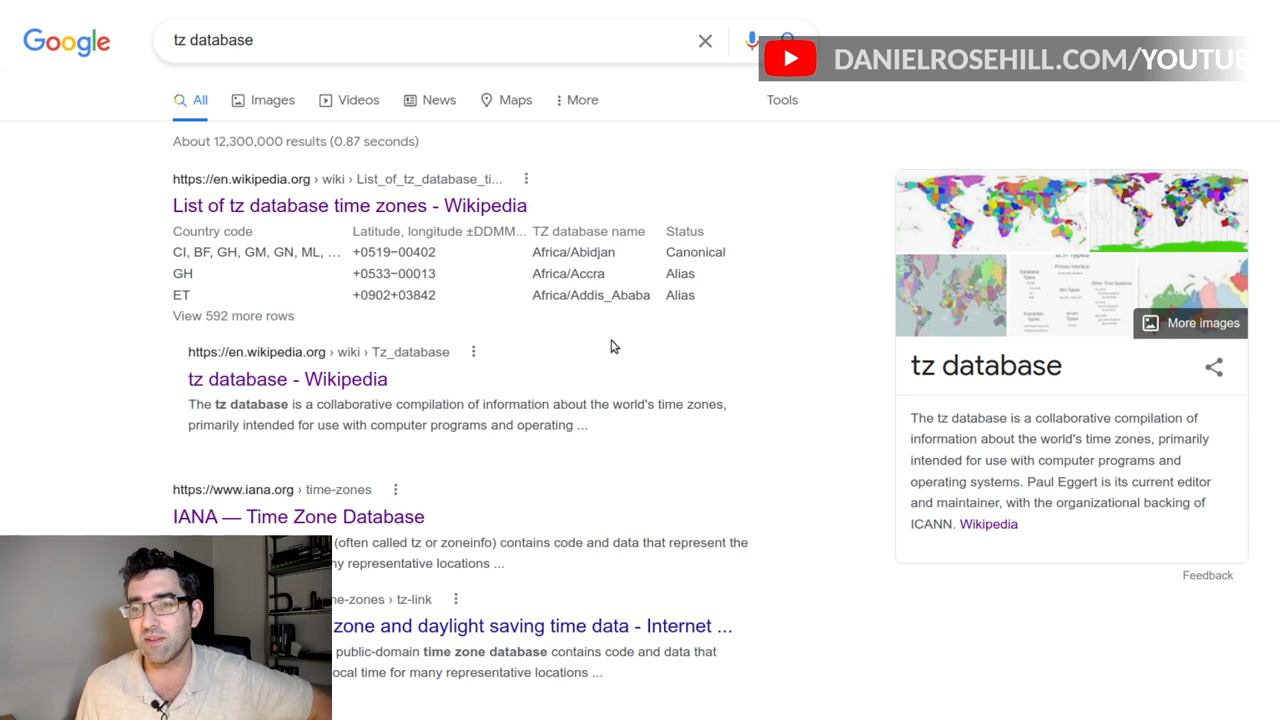 Google
tz database
DANIELROSEHILL.COM/YOUTUBE
All
Images
Videos
News
Maps
More
Tools
About 12,300,000 results (0.87 seconds)
https://en.wikipedia.org › wiki › List_of_tz_database_ti...
List of tz database time zones - Wikipedia
Country code Latitude, longitude ±DDMM... TZ database name Status
CI, BF, GH, GM, GN, ML, ... +0519−00402 Africa/Abidjan Canonical
GH +0533−00013 Africa/Accra Alias
ET +0902+03842 Africa/Addis_Ababa Alias
View 592 more rows
https://en.wikipedia.org › wiki › Tz_database
tz database - Wikipedia
The tz database is a collaborative compilation of information about the world's time zones,
primarily intended for use with computer programs and operating ...
https://www.iana.org › time-zones
IANA — Time Zone Database
(often called tz or zoneinfo) contains code and data that represent the
ny representative locations ...
ne-zones › tz-link
zone and daylight saving time data - Internet ...
public-domain time zone database contains code and data that
ocal time for many representative locations ...
More images
tz database
The tz database is a collaborative compilation of
information about the world's time zones, primarily
intended for use with computer programs and
operating systems. Paul Eggert is its current editor
and maintainer, with the organizational backing of
ICANN. Wikipedia
Feedback